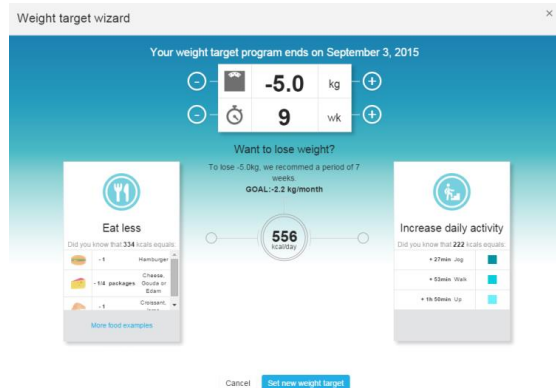 Weight target wizard
×
Your weight target program ends on September 3, 2015
- -5.0 kg +
- 9 wk +
Want to lose weight?
To lose -5.0kg, we recommed a period of 7
weeks.
GOAL:-2.2 kg/month
Eat less
Did you know that 334 kcals equals:
- 1 Hamburger
- 1/4 packages Cheese,
Gouda or
Edam
- 1 Croissant,
More food examples
556
kcal/day
Increase daily activity
Did you know that 222 kcals equals:
+ 27min Jog
+ 53min Walk
+ 1h 50min Up
Cancel Set new weight target